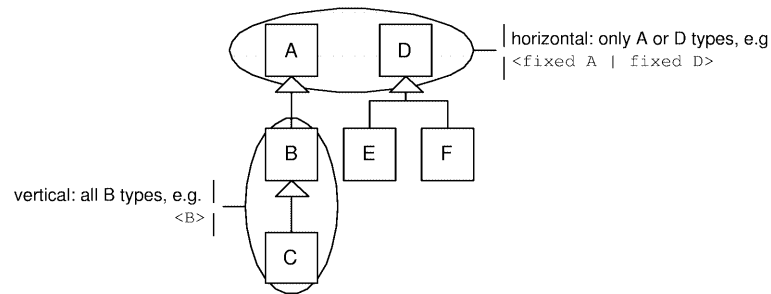 A
D
horizontal: only A or D types, e.g
<fixed A | fixed D>
B
E
F
vertical: all B types, e.g.
<B>
C